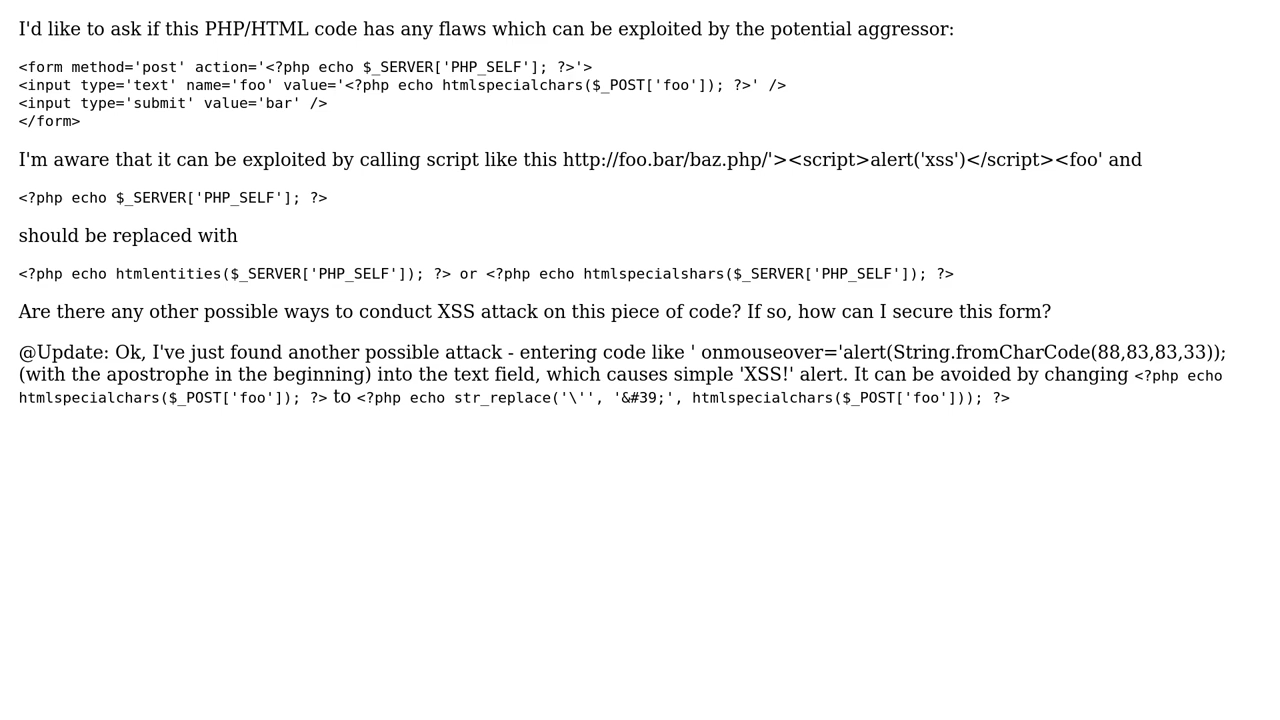 I'd like to ask if this PHP/HTML code has any flaws which can be exploited by the potential aggressor:
<form method='post' action='<?php echo $_SERVER['PHP_SELF']; ?>'>
<input type='text' name='foo' value='<?php echo htmlspecialchars($_POST['foo']); ?>' />
<input type='submit' value='bar' />
</form>
I'm aware that it can be exploited by calling script like this http://foo.bar/baz.php/'><script>alert('xss')</script><foo' and
<?php echo $_SERVER['PHP_SELF']; ?>
should be replaced with
<?php echo htmlentities($_SERVER['PHP_SELF']); ?> or <?php echo htmlspecialshars($_SERVER['PHP_SELF']); ?>
Are there any other possible ways to conduct XSS attack on this piece of code? If so, how can I secure this form?
@Update: Ok, I've just found another possible attack - entering code like ' onmouseover='alert(String.fromCharCode(88,83,83,33));
(with the apostrophe in the beginning) into the text field, which causes simple 'XSS!' alert. It can be avoided by changing <?php echo
htmlspecialchars($_POST['foo']); ?> to <?php echo str_replace('\'', '&#39;', htmlspecialchars($_POST['foo'])); ?>